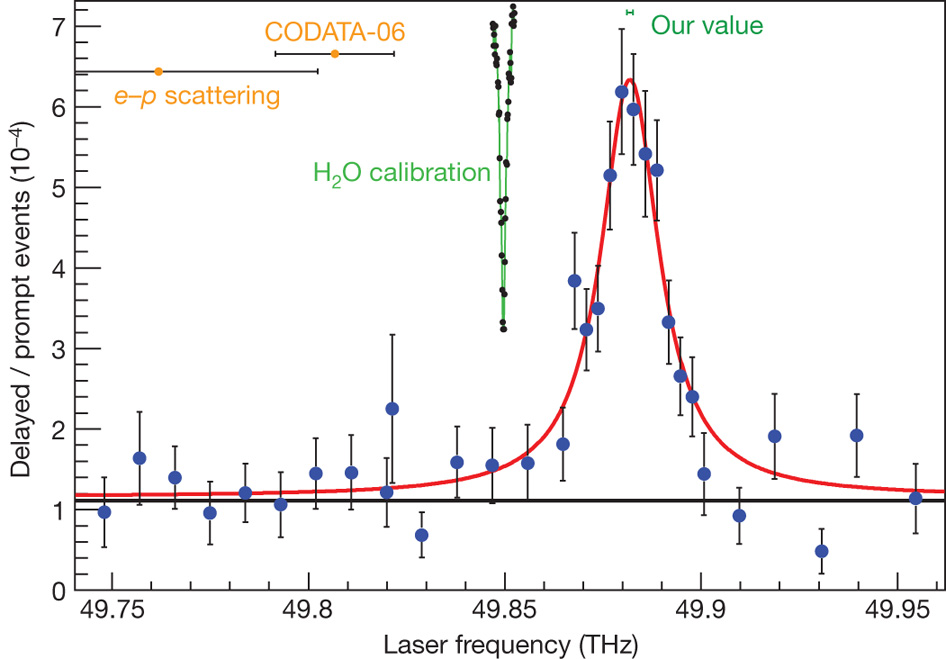 CODATA-06
Our value
e–p scattering
H2O calibration
Delayed / prompt events (10–4)
7
6
5
4
3
2
1
0
49.75 49.8 49.85 49.9 49.95
Laser frequency (THz)